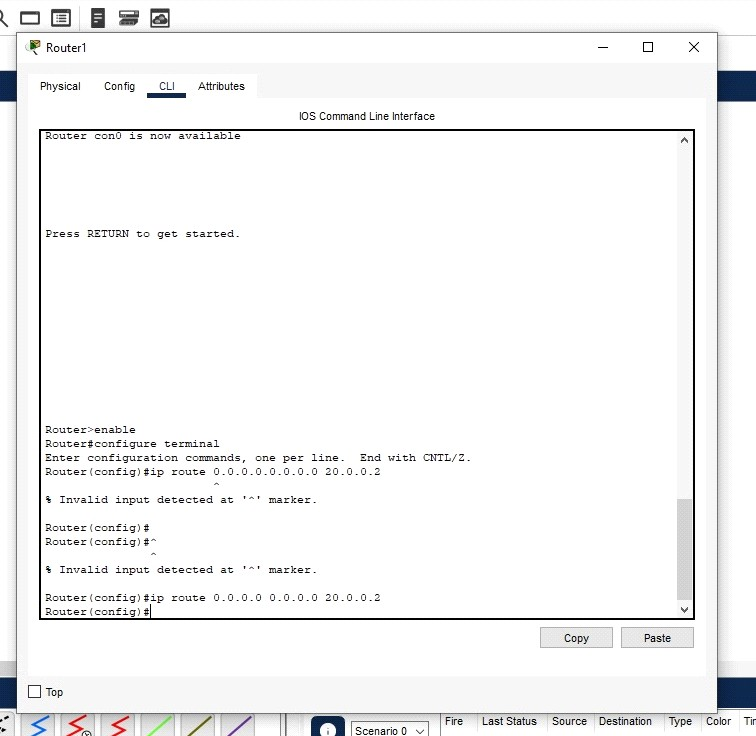 Router1
Physical Config CLI Attributes
IOS Command Line Interface
Router con0 is now available
Press RETURN to get started.
Router>enable
Router#configure terminal
Enter configuration commands, one per line.  End with CNTL/Z.
Router(config)#ip route 0.0.0.0.0.0.0.0 20.0.0.2
^
% Invalid input detected at '^' marker.
Router(config)#
Router(config)#^
^
% Invalid input detected at '^' marker.
Router(config)#ip route 0.0.0.0 0.0.0.0 20.0.0.2
Router(config)#
Copy Paste
Top
Scenario 0
Fire Last Status Source Destination Type Color